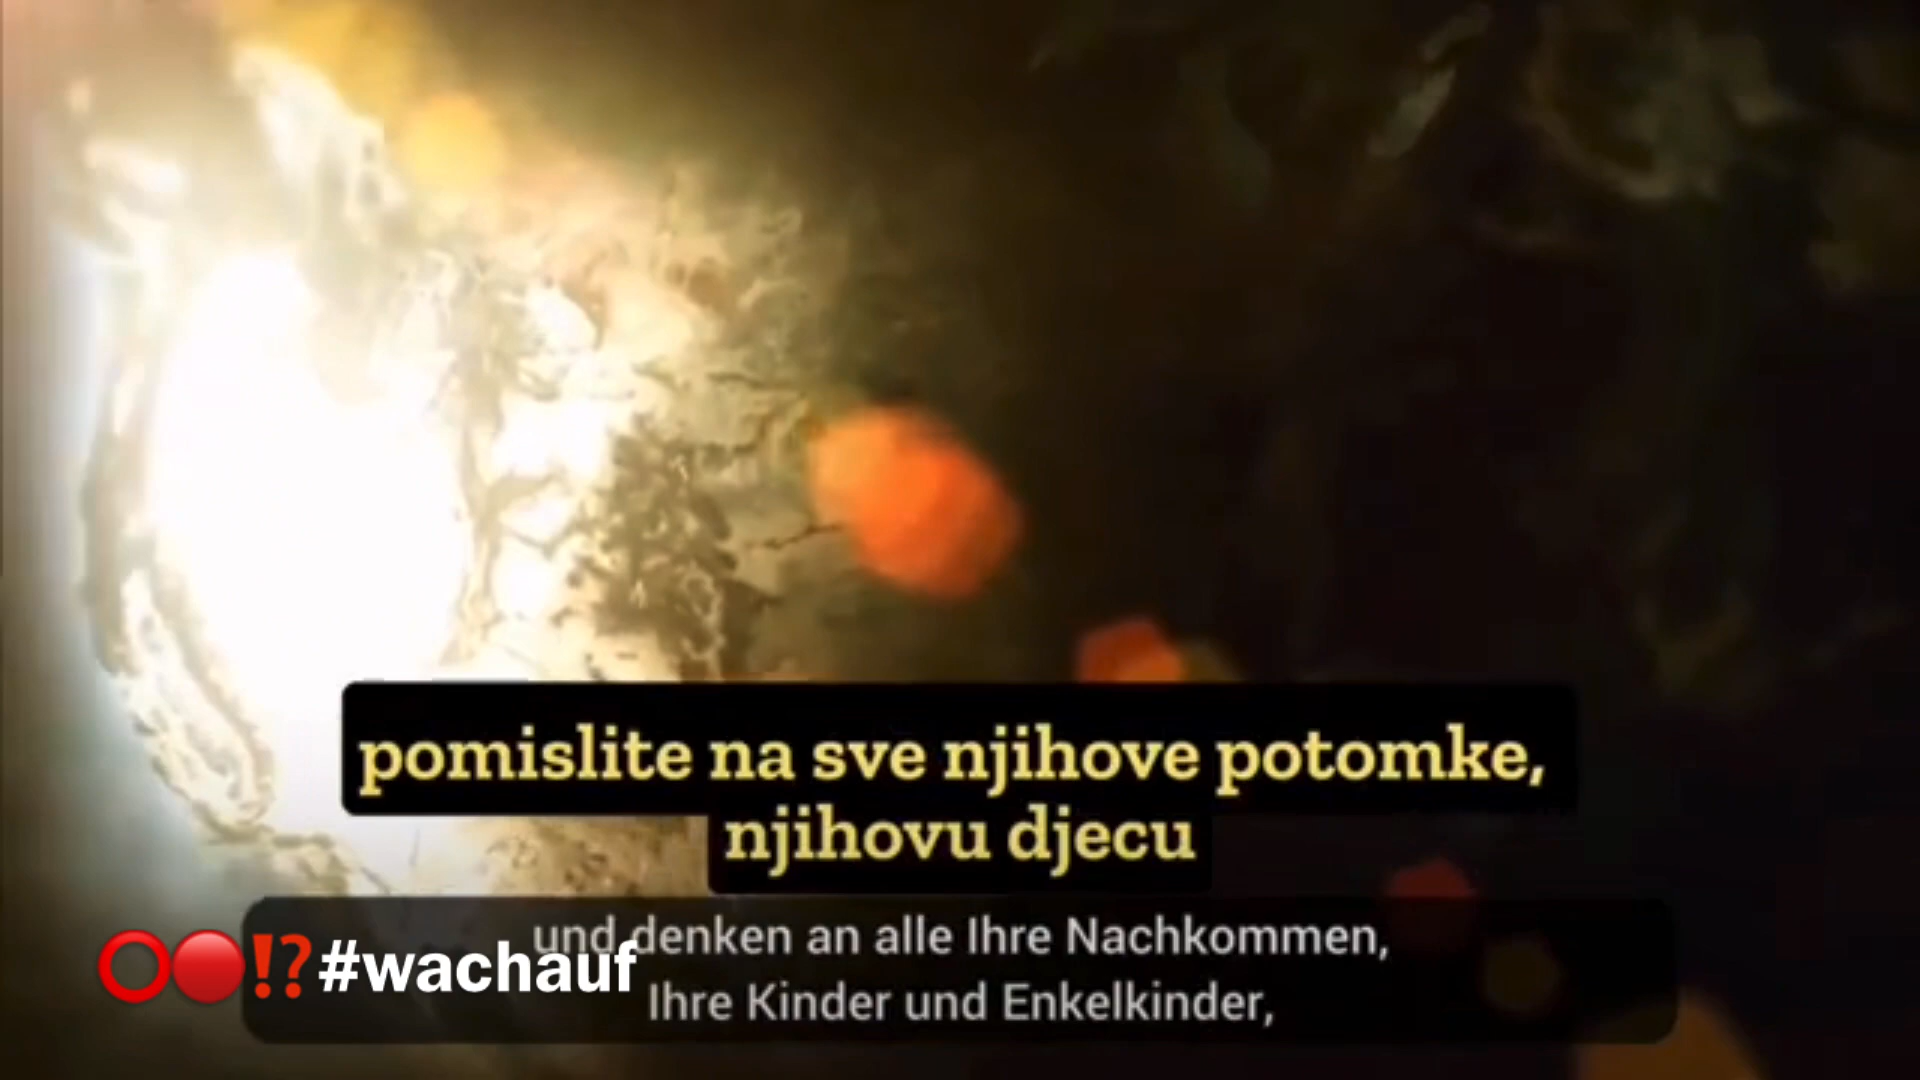 pomislite na sve njihove potomke,
njihovu djecu
und denken an alle Ihre Nachkommen,
⭕🔴⁉️#wachauf
Ihre Kinder und Enkelkinder,